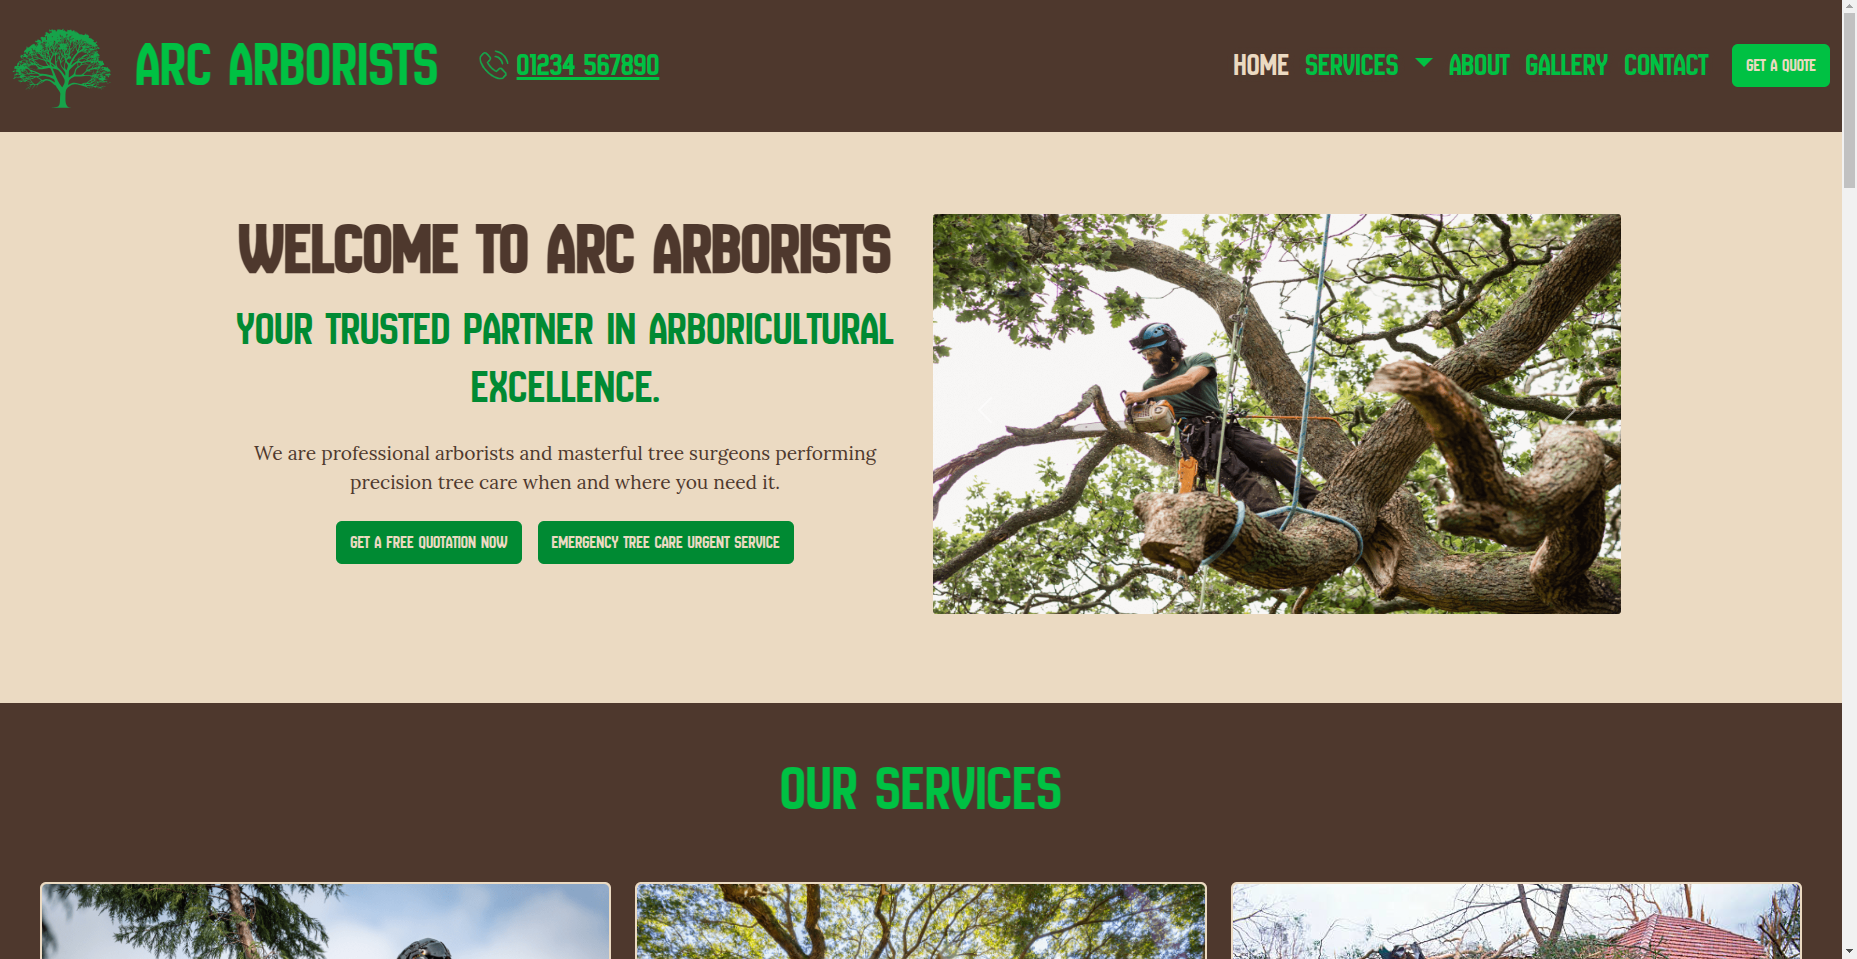 ARC ARBORISTS
01234 567890
HOME SERVICES ABOUT GALLERY CONTACT GET A QUOTE
WELCOME TO ARC ARBORISTS
YOUR TRUSTED PARTNER IN ARBORICULTURAL
EXCELLENCE.
We are professional arborists and masterful tree surgeons performing
precision tree care when and where you need it.
GET A FREE QUOTATION NOW EMERGENCY TREE CARE URGENT SERVICE
OUR SERVICES